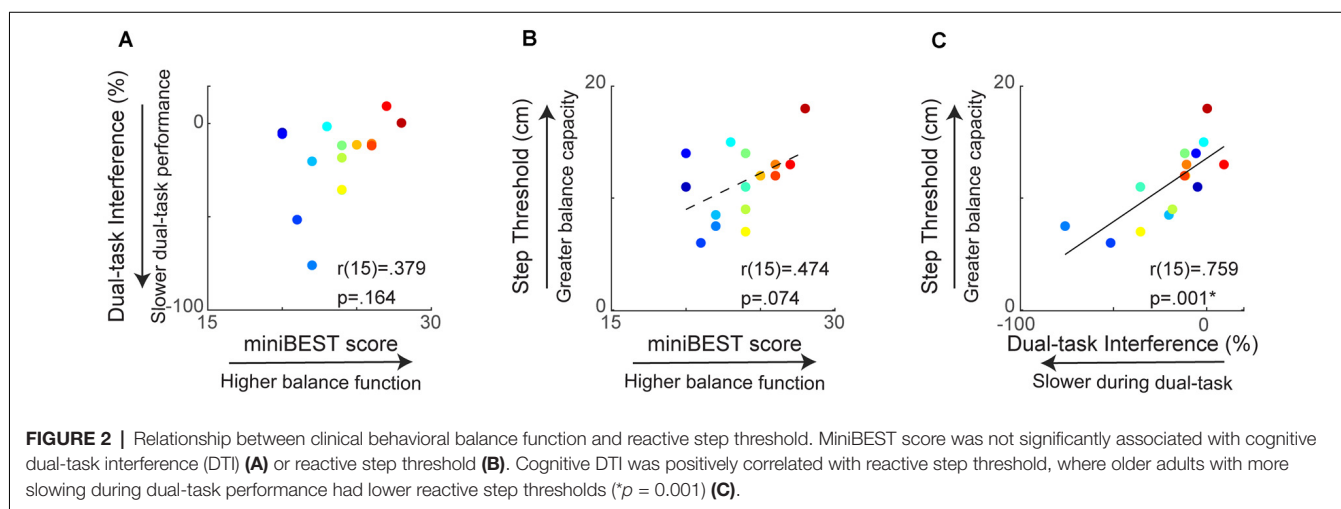 A
Dual-task Interference (%)
Slower dual-task performance
0
-100
15
30
r(15)=.379
p=.164
miniBEST score
Higher balance function
B
Step Threshold (cm)
Greater balance capacity
20
0
15
30
r(15)=.474
p=.074
miniBEST score
Higher balance function
C
Step Threshold (cm)
Greater balance capacity
20
0
-100
0
r(15)=.759
p=.001*
Dual-task Interference (%)
Slower during dual-task
FIGURE 2 | Relationship between clinical behavioral balance function and reactive step threshold. MiniBEST score was not significantly associated with cognitive
dual-task interference (DTI) (A) or reactive step threshold (B). Cognitive DTI was positively correlated with reactive step threshold, where older adults with more
slowing during dual-task performance had lower reactive step thresholds (*p = 0.001) (C).